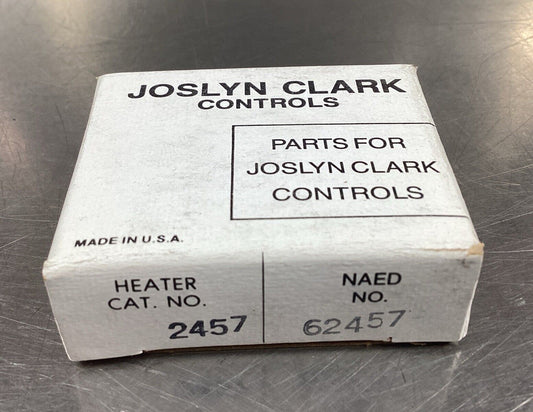 JOSLYN CLARK
CONTROLS
PARTS FOR
JOSLYN CLARK
CONTROLS
MADE IN U.S.A.
HEATER
CAT. NO.
2457
NAED
NO.
62457